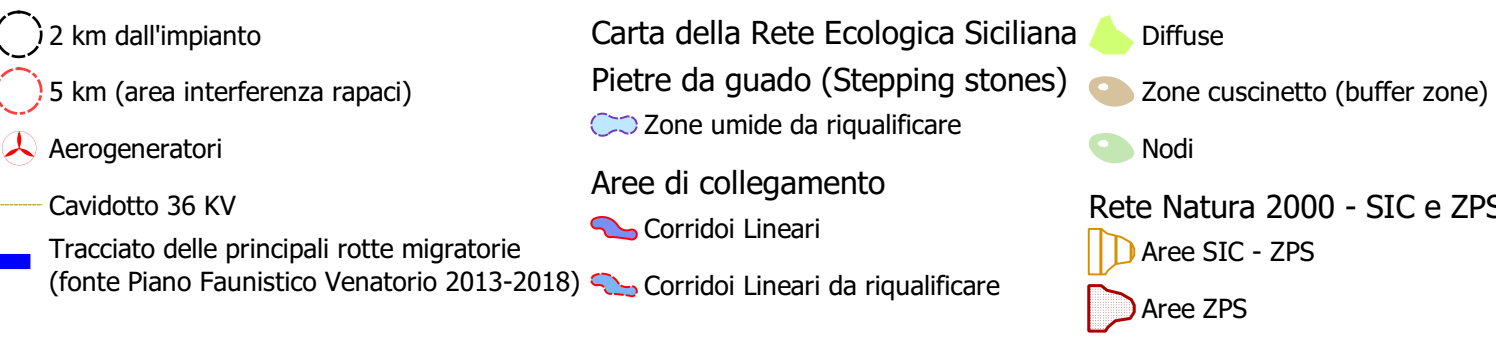 2 km dall'impianto
5 km (area interferenza rapaci)
Aerogeneratori
Cavidotto 36 KV
Tracciato delle principali rotte migratorie
(fonte Piano Faunistico Venatorio 2013-2018)
Carta della Rete Ecologica Siciliana
Pietre da guado (Stepping stones)
Zone umide da riqualificare
Aree di collegamento
Corridoi Lineari
Corridoi Lineari da riqualificare
Diffuse
Zone cuscinetto (buffer zone)
Nodi
Rete Natura 2000 - SIC e ZPS
Aree SIC - ZPS
Aree ZPS